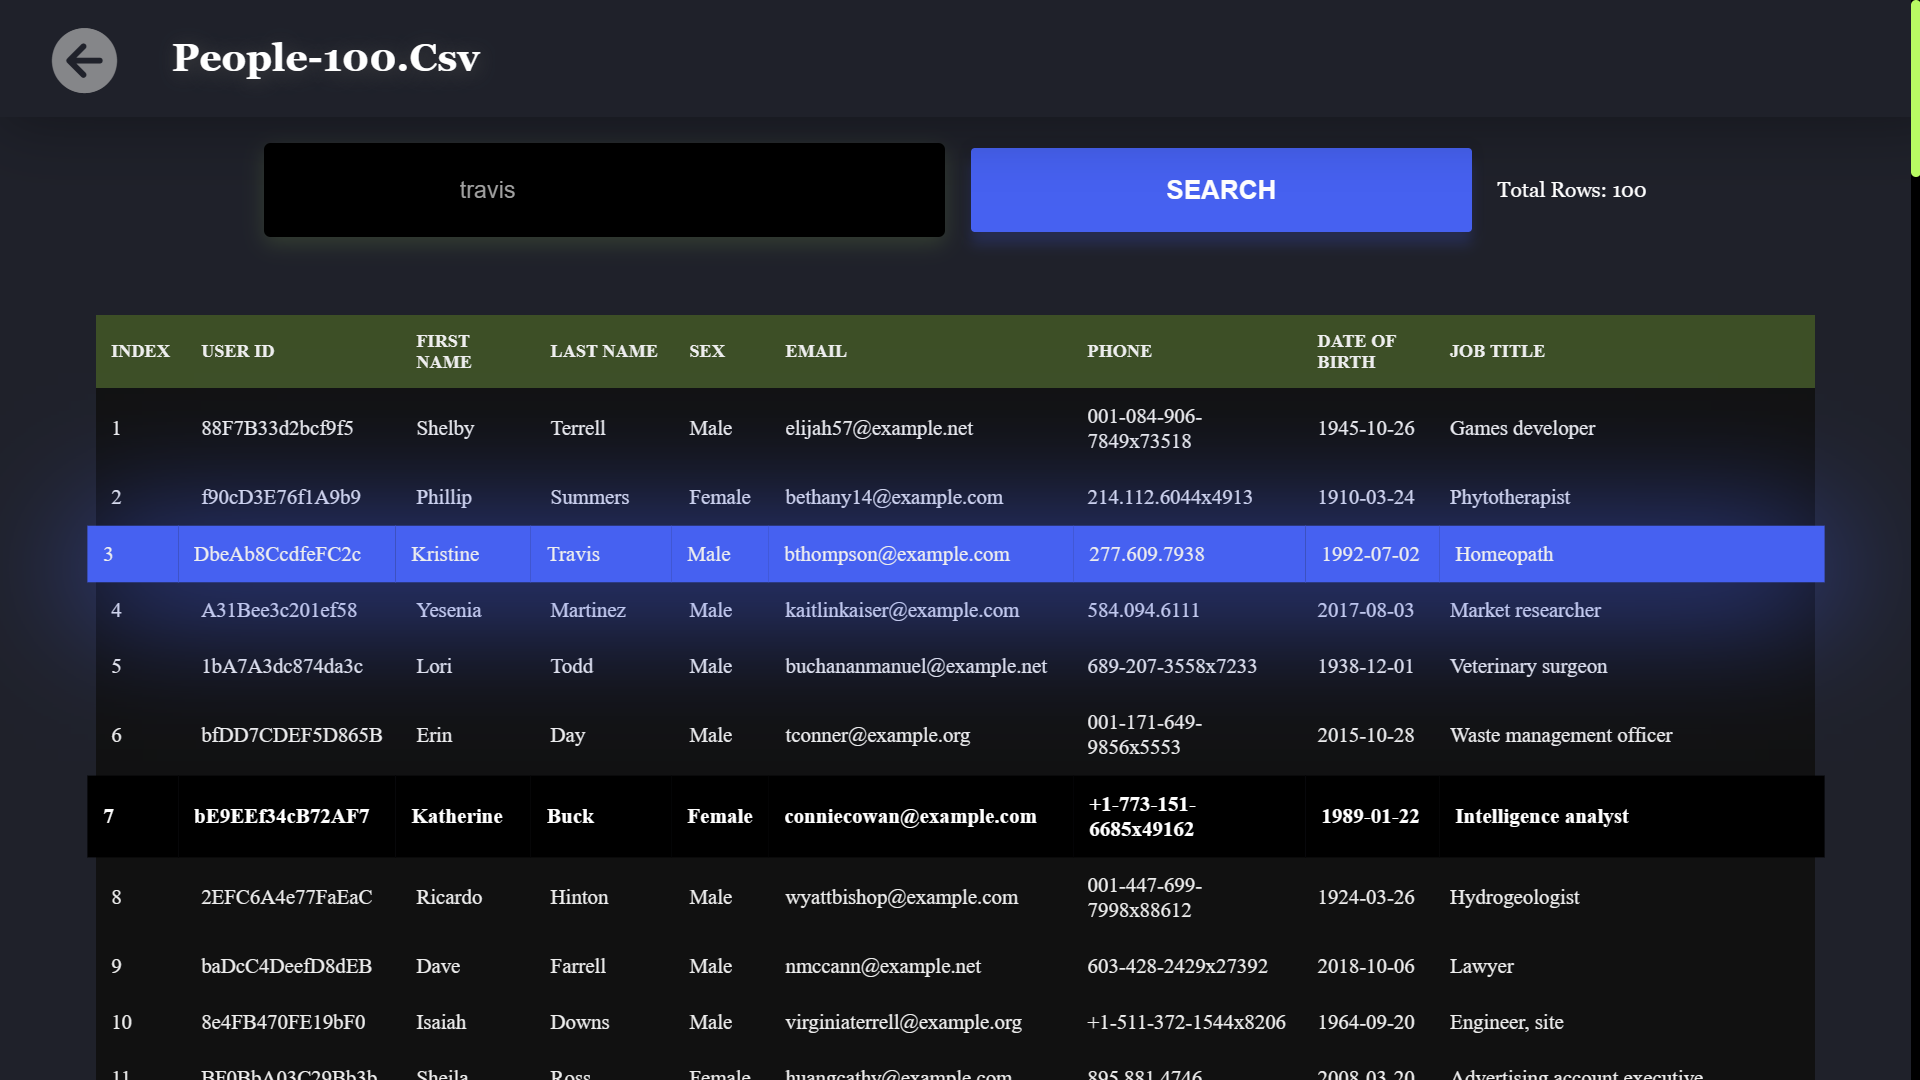 People-100.Csv
travis
SEARCH
Total Rows: 100
INDEX USER ID FIRST NAME LAST NAME SEX EMAIL PHONE DATE OF BIRTH JOB TITLE
1 88F7B33d2bcf9f5 Shelby Terrell Male elijah57@example.net 001-084-906-7849x73518 1945-10-26 Games developer
2 f90cD3E76f1A9b9 Phillip Summers Female bethany14@example.com 214.112.6044x4913 1910-03-24 Phytotherapist
3 DbeAb8CcdfeFC2c Kristine Travis Male bthompson@example.com 277.609.7938 1992-07-02 Homeopath
4 A31Bee3c201ef58 Yesenia Martinez Male kaitlinkaiser@example.com 584.094.6111 2017-08-03 Market researcher
5 1bA7A3dc874da3c Lori Todd Male buchananmanuel@example.net 689-207-3558x7233 1938-12-01 Veterinary surgeon
6 bfDD7CDEF5D865B Erin Day Male tconner@example.org 001-171-649-9856x5553 2015-10-28 Waste management officer
7 bE9EEf34cB72AF7 Katherine Buck Female conniecowan@example.com +1-773-151-6685x49162 1989-01-22 Intelligence analyst
8 2EFC6A4e77FaEaC Ricardo Hinton Male wyattbishop@example.com 001-447-699-7998x88612 1924-03-26 Hydrogeologist
9 baDcC4DeefD8dEB Dave Farrell Male nmccann@example.net 603-428-2429x27392 2018-10-06 Lawyer
10 8e4FB470FE19bF0 Isaiah Downs Male virginiaterrell@example.org +1-511-372-1544x8206 1964-09-20 Engineer, site
11 BF0BbA03C29Bb3b Sheila Ross Female huangcathy@example.com 895.881.4746 2008-03-20 Advertising account executive